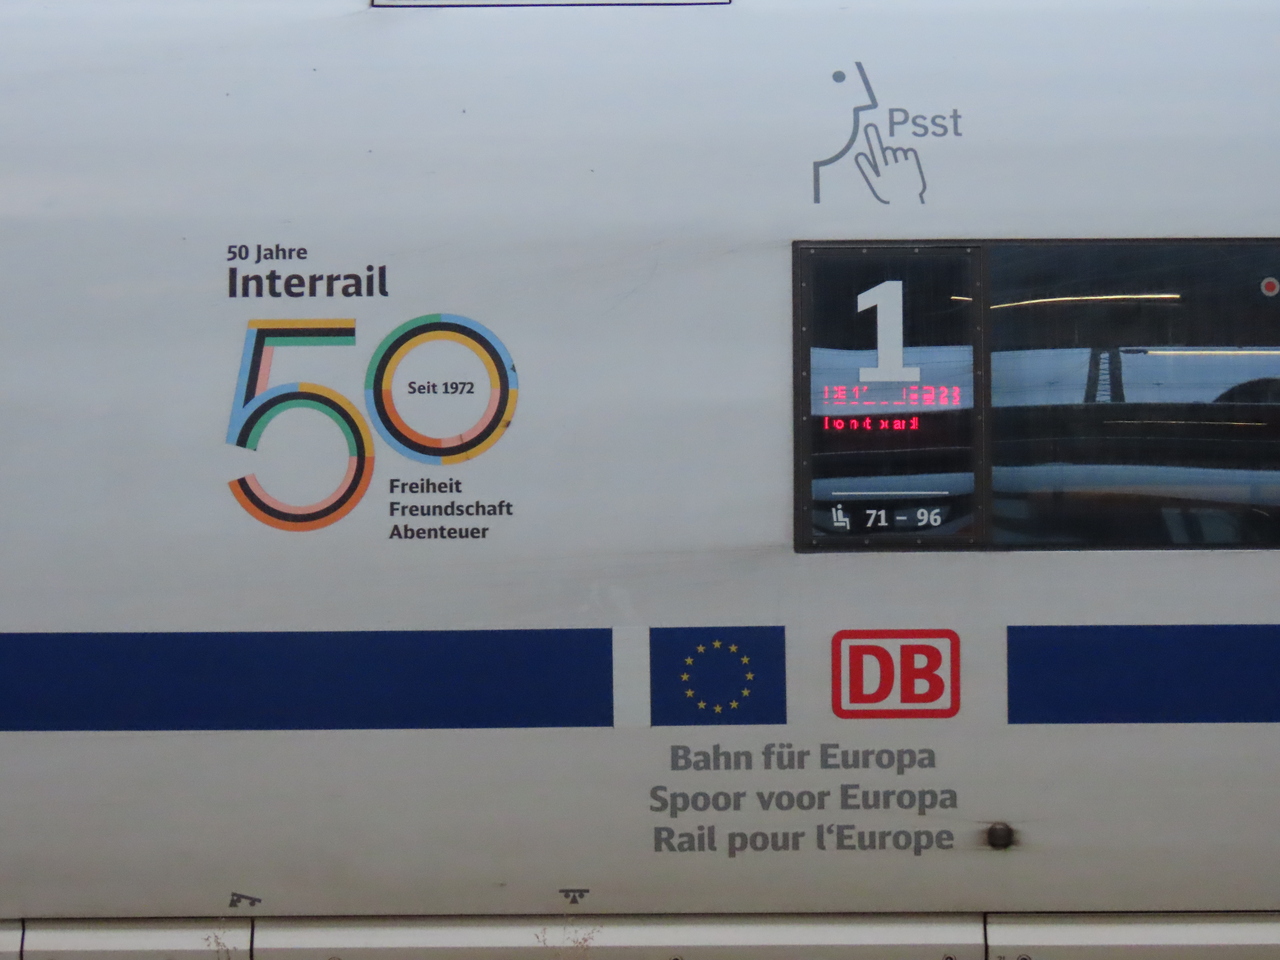 Psst
50 Jahre
Interrail
50
Seit 1972
Freiheit
Freundschaft
Abenteuer
1
71 – 96
DB
Bahn für Europa
Spoor voor Europa
Rail pour l‘Europe